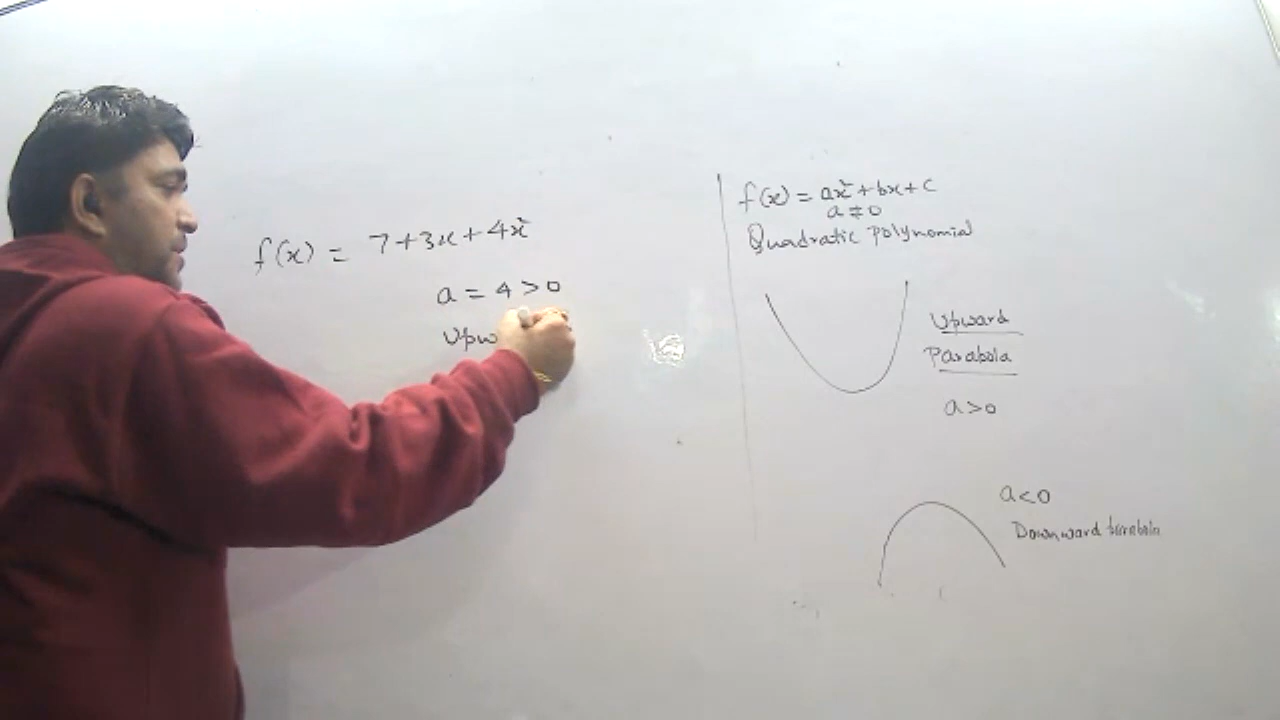 f(x) = 7+3x+4x²
a = 4 > 0
Upw
f(x) = ax²+bx+c
a ≠ 0
Quadratic Polynomial
Upward
Parabola
a>0
a<0
Downward Parabola